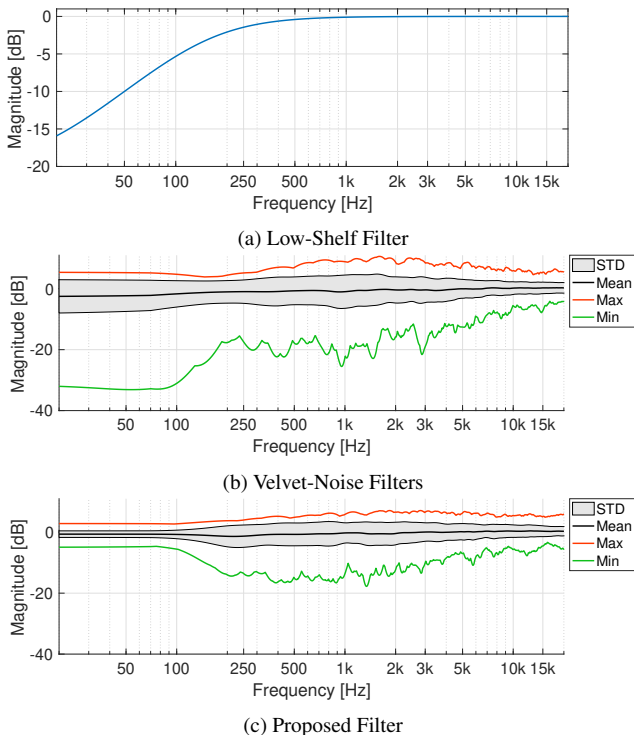 0
-5
-10
-15
-20
Magnitude [dB]
50 100 250 500 1k 2k 3k 5k 10k 15k
Frequency [Hz]
(a) Low-Shelf Filter
0
-20
-40
Magnitude [dB]
STD
Mean
Max
Min
50 100 250 500 1k 2k 3k 5k 10k 15k
Frequency [Hz]
(b) Velvet-Noise Filters
0
-20
-40
Magnitude [dB]
STD
Mean
Max
Min
50 100 250 500 1k 2k 3k 5k 10k 15k
Frequency [Hz]
(c) Proposed Filter